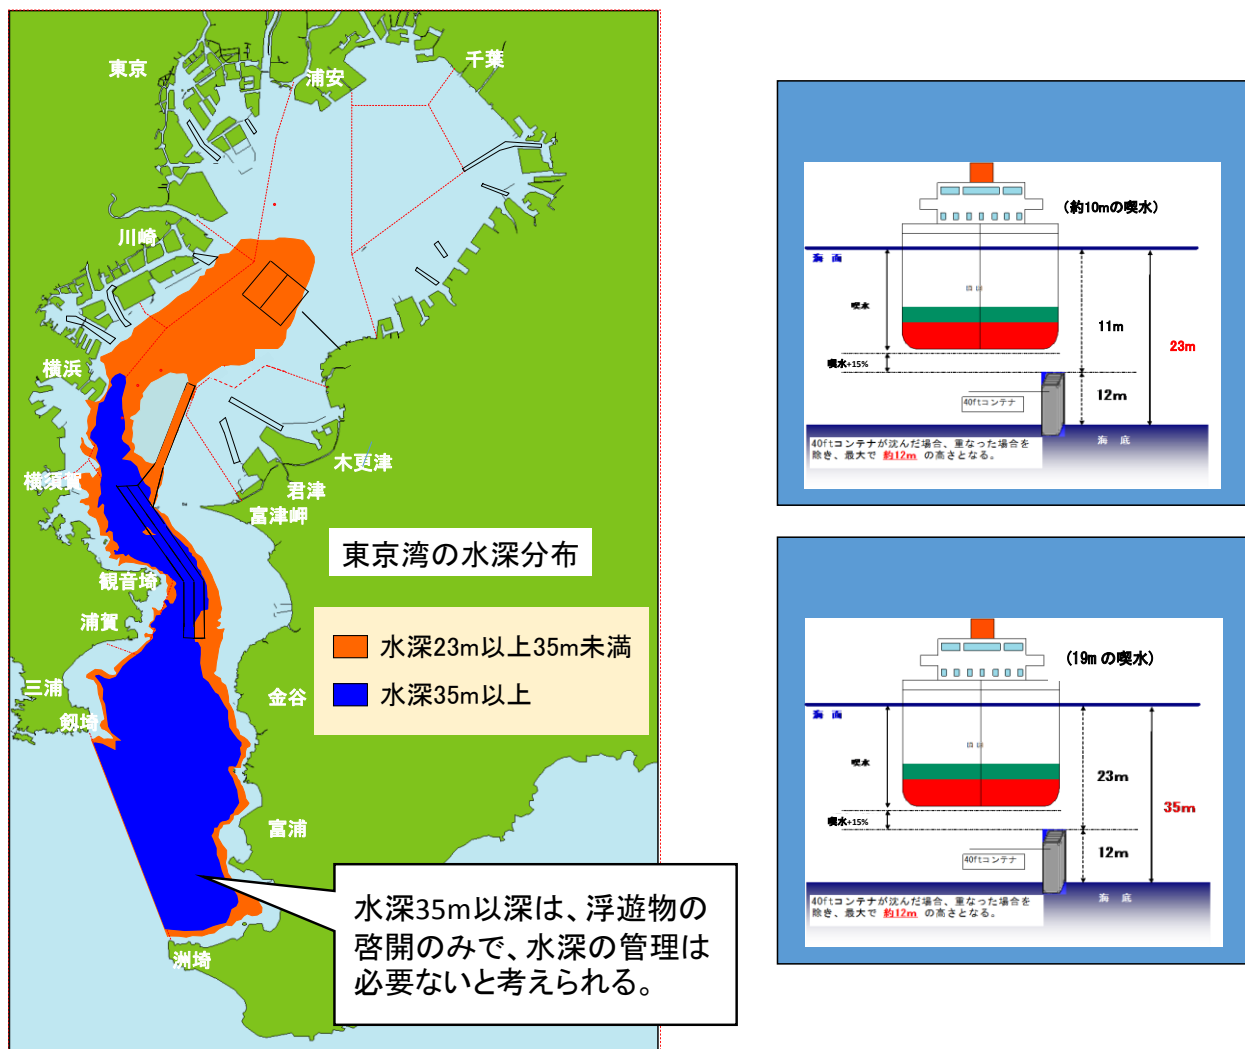 東京
浦安
千葉
川崎
横浜
横須賀
木更津
君津
富津岬
観音埼
浦賀
三浦
剱埼
金谷
富浦
洲埼
東京湾の水深分布
水深23m以上35m未満
水深35m以上
水深35m以深は、浮遊物の
啓開のみで、水深の管理は
必要ないと考えられる。
(約10mの喫水)
海 面
喫水
11m
23m
喫水+15%
40ftコンテナ
12m
海 底
40ftコンテナが沈んだ場合、重なった場合を
除き、最大で 約12m の高さとなる。
(19m の喫水)
海 面
喫水
23m
35m
喫水+15%
40ftコンテナ
12m
海 底
40ftコンテナが沈んだ場合、重なった場合を
除き、最大で 約12m の高さとなる。